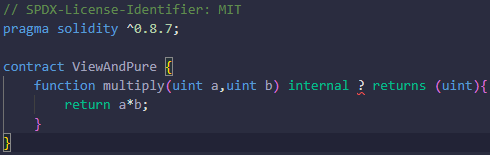 // SPDX-License-Identifier: MIT
pragma solidity ^0.8.7;
contract ViewAndPure {
function multiply(uint a,uint b) internal ? returns (uint){
return a*b;
}
}